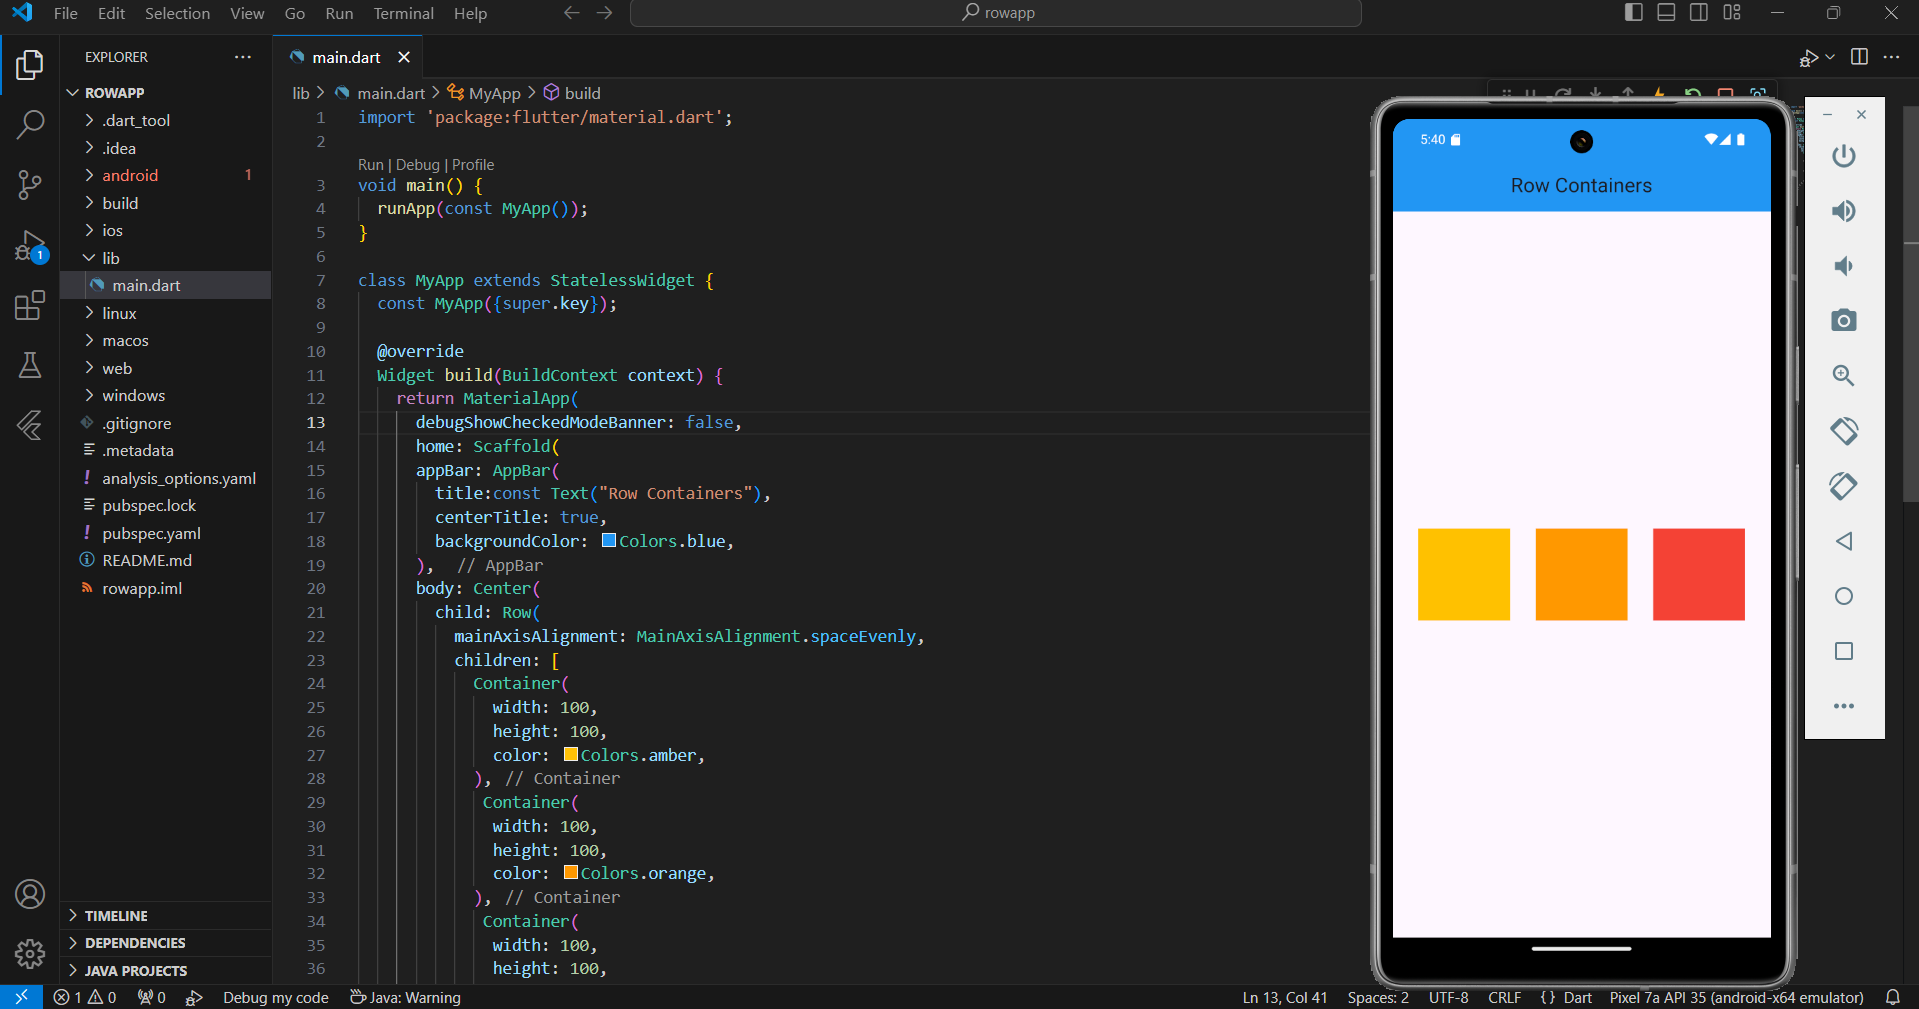 File Edit Selection View Go Run Terminal Help
rowapp
EXPLORER
ROWAPP
.dart_tool
.idea
android 1
build
ios
lib
main.dart
linux
macos
web
windows
.gitignore
.metadata
analysis_options.yaml
pubspec.lock
pubspec.yaml
README.md
rowapp.iml
TIMELINE
DEPENDENCIES
JAVA PROJECTS
1
main.dart
lib > main.dart > MyApp > build
1 import 'package:flutter/material.dart';
2
Run | Debug | Profile
3 void main() {
4 runApp(const MyApp());
5 }
6
7 class MyApp extends StatelessWidget {
8 const MyApp({super.key});
9
10 @override
11 Widget build(BuildContext context) {
12 return MaterialApp(
13 debugShowCheckedModeBanner: false,
14 home: Scaffold(
15 appBar: AppBar(
16 title:const Text("Row Containers"),
17 centerTitle: true,
18 backgroundColor: Colors.blue,
19 ), // AppBar
20 body: Center(
21 child: Row(
22 mainAxisAlignment: MainAxisAlignment.spaceEvenly,
23 children: [
24 Container(
25 width: 100,
26 height: 100,
27 color: Colors.amber,
28 ), // Container
29 Container(
30 width: 100,
31 height: 100,
32 color: Colors.orange,
33 ), // Container
34 Container(
35 width: 100,
36 height: 100,
5:40
Row Containers
1 0 0 Debug my code Java: Warning
Ln 13, Col 41 Spaces: 2 UTF-8 CRLF {} Dart Pixel 7a API 35 (android-x64 emulator)